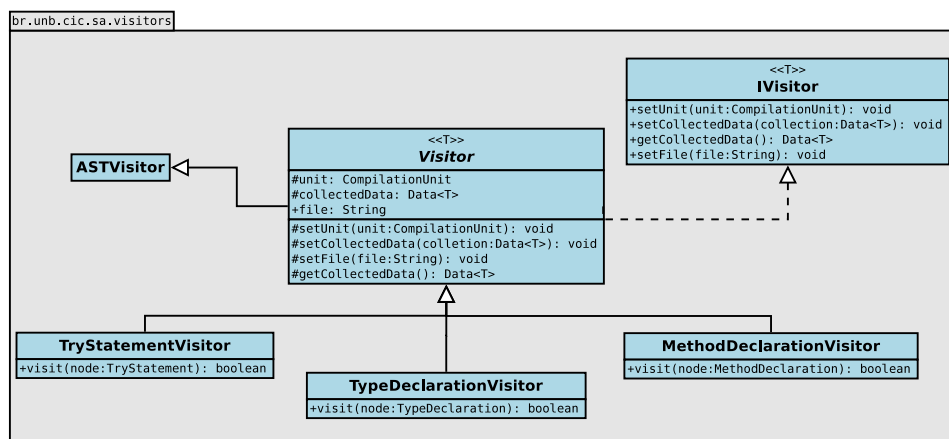 br.unb.cic.sa.visitors
<<T>>
IVisitor
+setUnit(unit:CompilationUnit): void
+setCollectedData(collection:Data<T>): void
+getCollectedData(): Data<T>
+setFile(file:String): void
<<T>>
Visitor
#unit: CompilationUnit
#collectedData: Data<T>
+file: String
#setUnit(unit:CompilationUnit): void
#setCollectedData(colletion:Data<T>): void
#setFile(file:String): void
#getCollectedData(): Data<T>
ASTVisitor
TryStatementVisitor
+visit(node:TryStatement): boolean
TypeDeclarationVisitor
+visit(node:TypeDeclaration): boolean
MethodDeclarationVisitor
+visit(node:MethodDeclaration): boolean